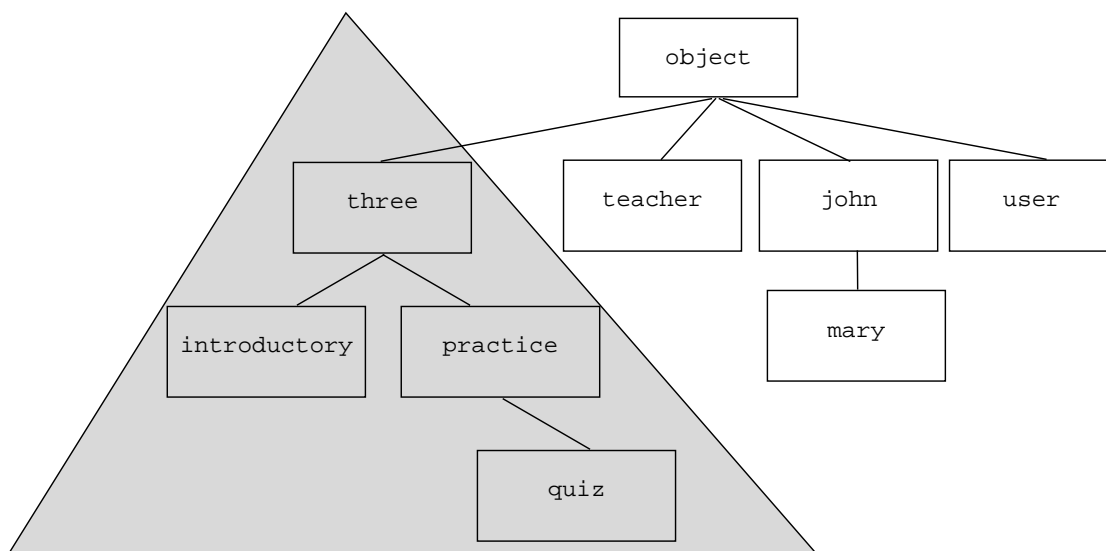 object
three
teacher
john
user
introductory
practice
mary
quiz